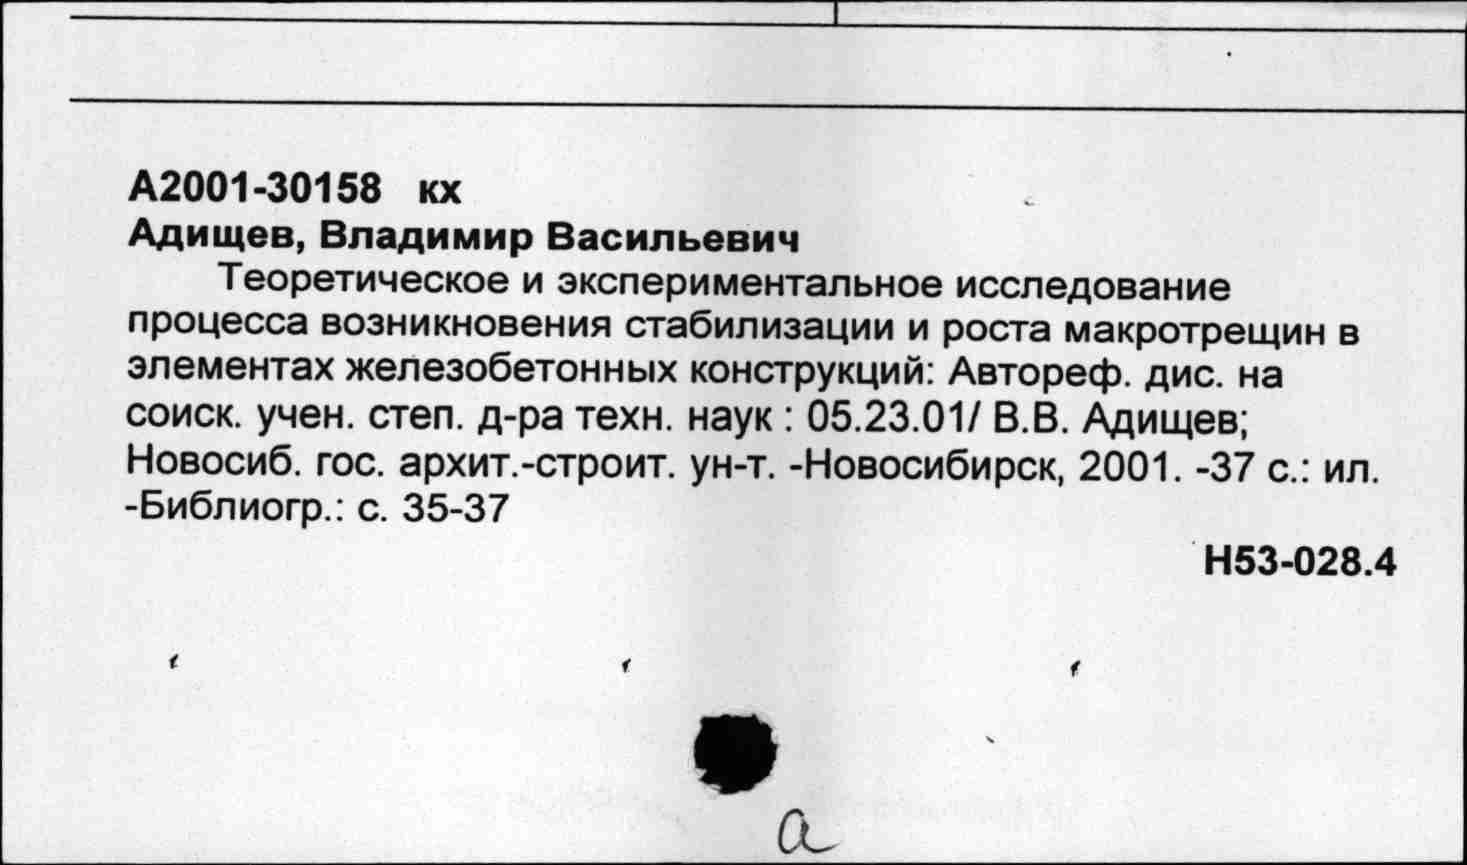 А2001-30158 кх
Адищев, Владимир Васильевич
Теоретическое и экспериментальное исследование
процесса возникновения стабилизации и роста макротрещин в
элементах железобетонных конструкций: Автореф. дис. на
соиск. учен. степ. д-ра техн. наук : 05.23.01/ В.В. Адищев;
Новосиб. гос. архит.-строит. ун-т. -Новосибирск, 2001. -37 с.: ил.
-Библиогр.: с. 35-37
Н53-028.4
а